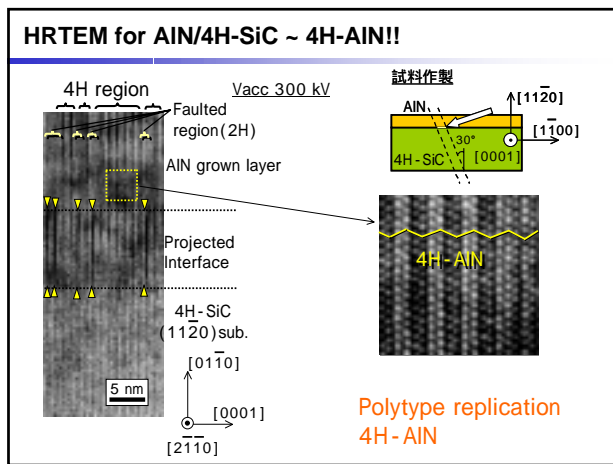 HRTEM for AlN/4H-SiC ~ 4H-AlN!!
4H region
Vacc 300 kV
Faulted
region(2H)
AlN grown layer
Projected
Interface
4H-SiC
(112̅0)sub.
5 nm
[011̅0]
[0001]
[21̅1̅0]
試料作製
AlN
30°
4H-SiC
[112̅0]
[11̅00]
[0001]
4H-AlN
Polytype replication
4H-AlN